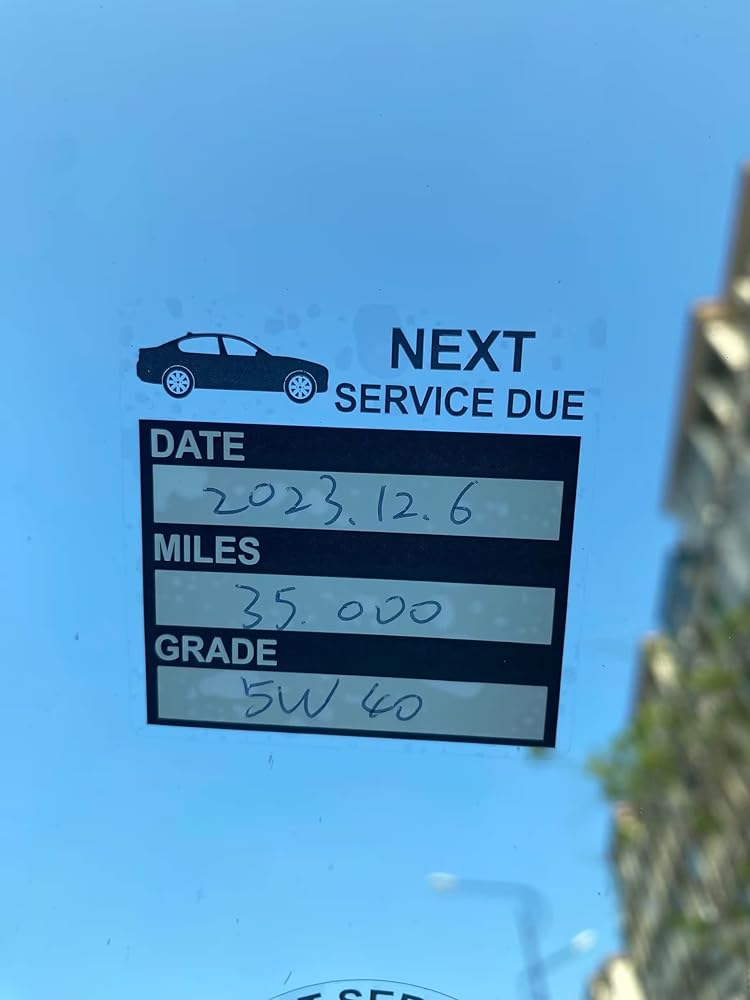 NEXT
SERVICE DUE
DATE
2023.12.6
MILES
35.000
GRADE
5W 40